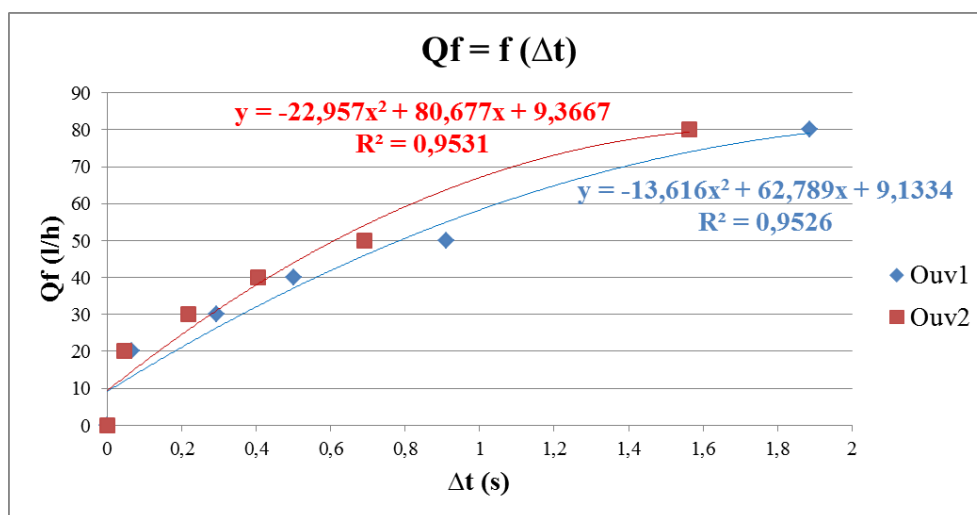 Qf = f (∆t)
y = -22,957x² + 80,677x + 9,3667
R² = 0,9531
y = -13,616x² + 62,789x + 9,1334
R² = 0,9526
Qf (l/h)
90
80
70
60
50
40
30
20
10
0
0 0,2 0,4 0,6 0,8 1 1,2 1,4 1,6 1,8 2
∆t (s)
Ouv1
Ouv2